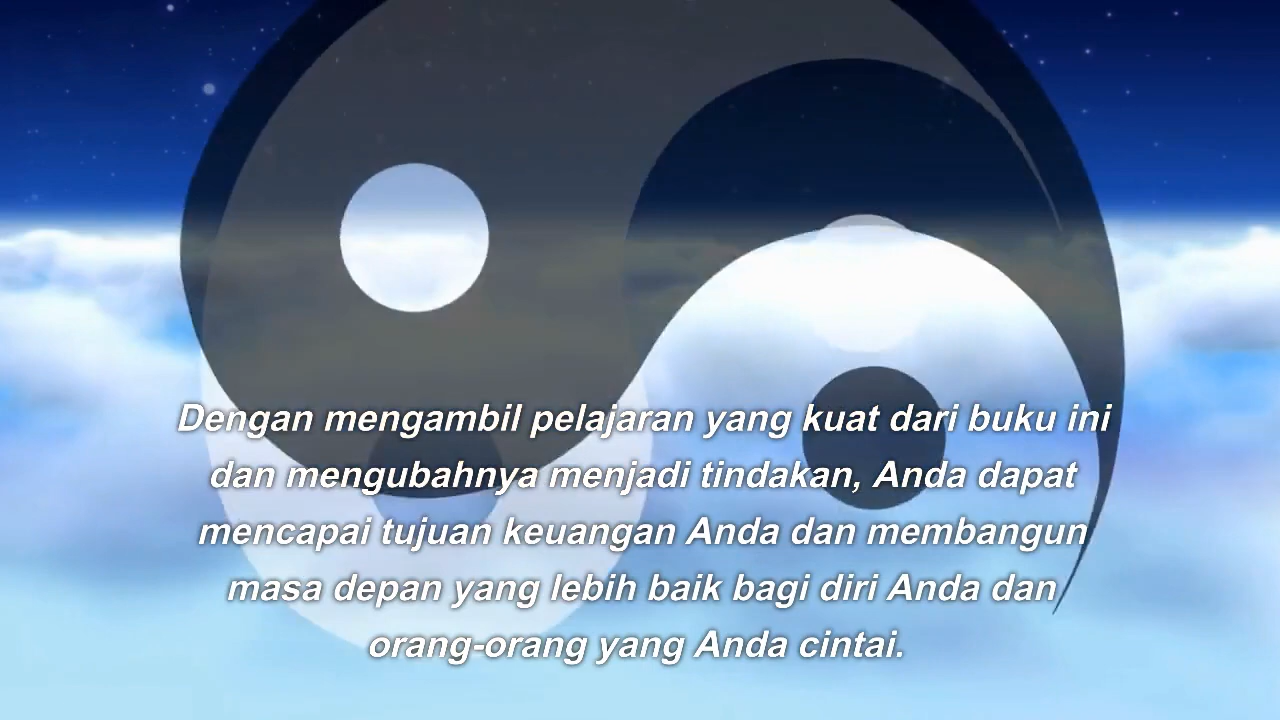 Dengan mengambil pelajaran yang kuat dari buku ini
dan mengubahnya menjadi tindakan, Anda dapat
mencapai tujuan keuangan Anda dan membangun
masa depan yang lebih baik bagi diri Anda dan
orang-orang yang Anda cintai.